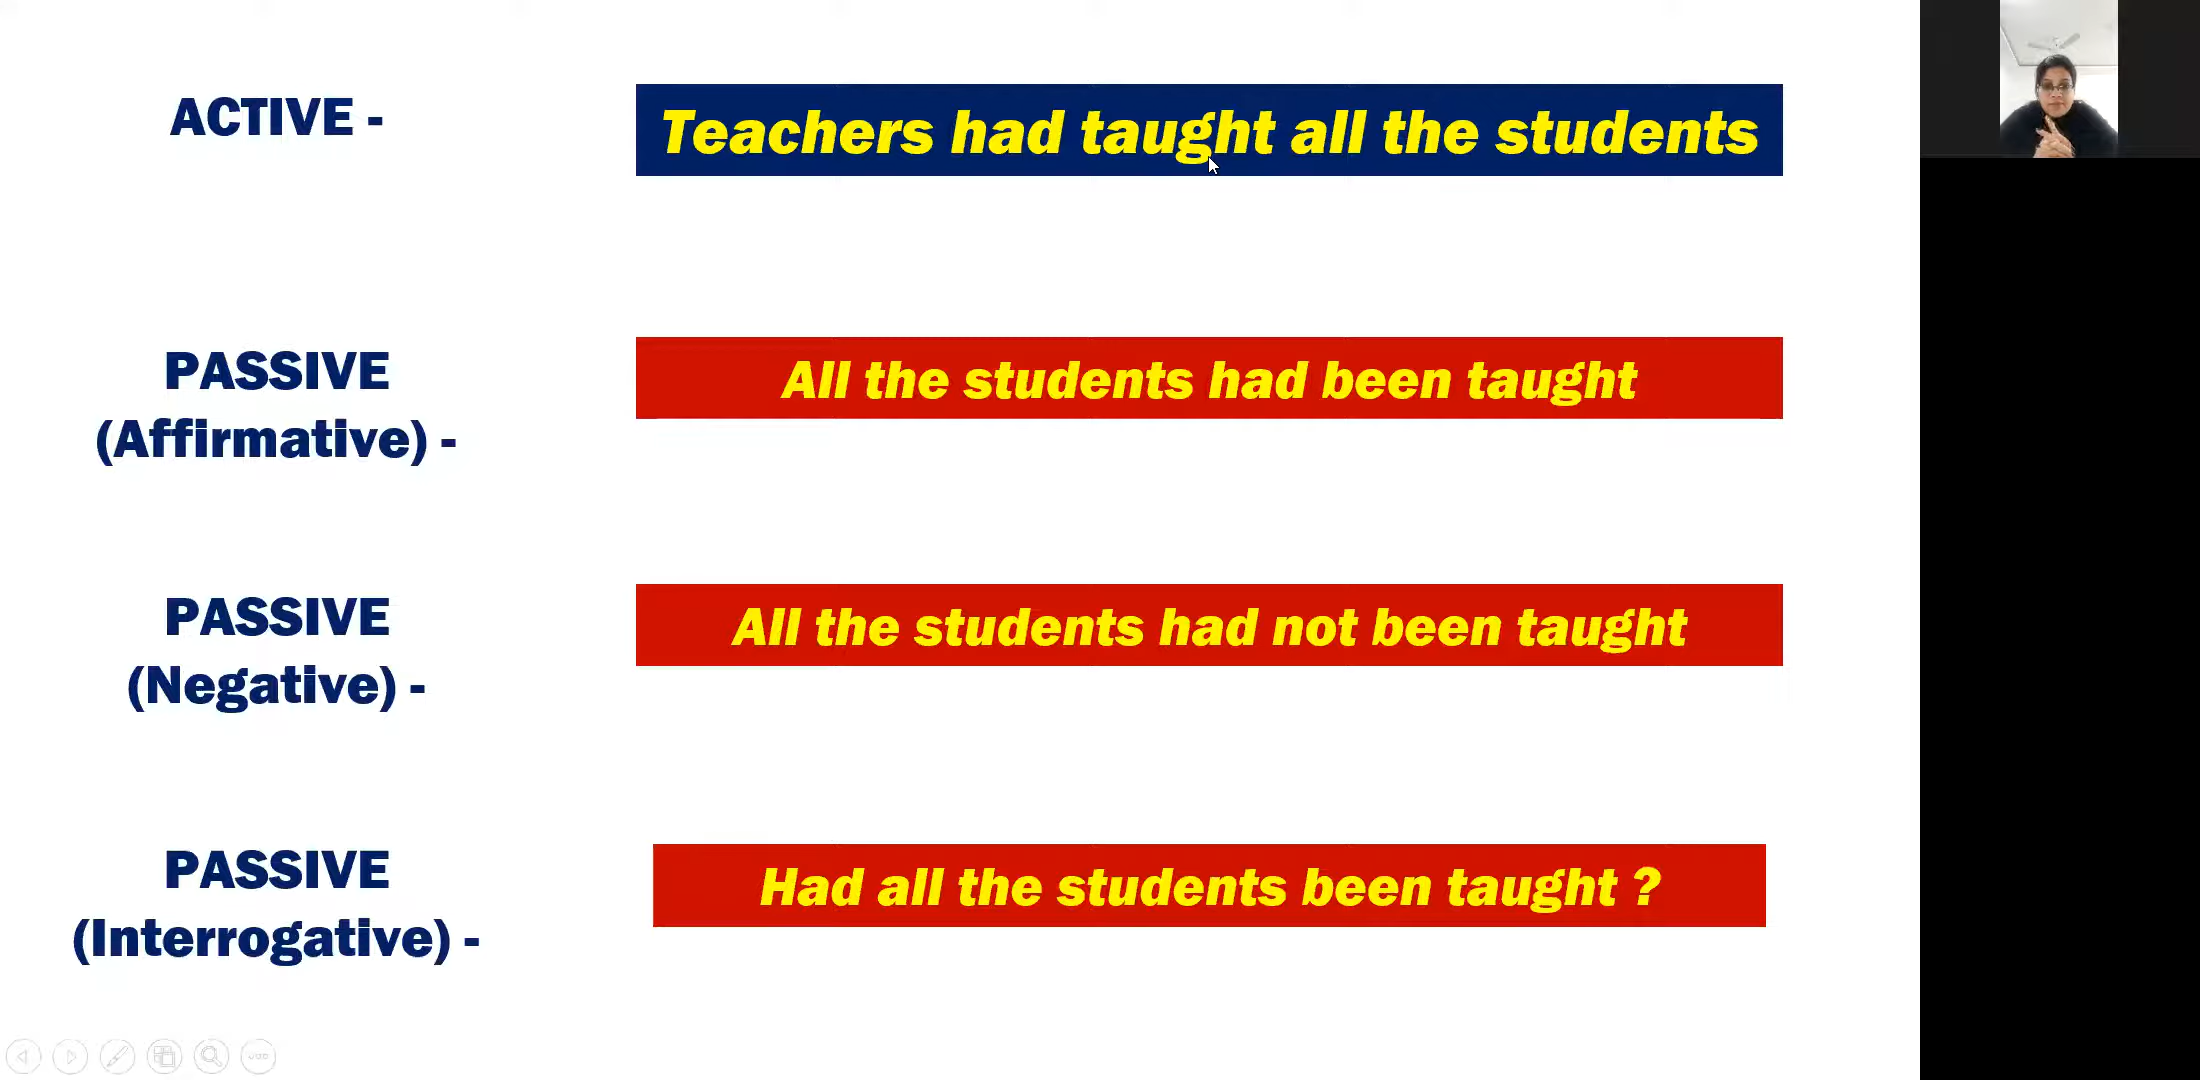 ACTIVE -
Teachers had taught all the students
PASSIVE
(Affirmative) -
All the students had been taught
PASSIVE
(Negative) -
All the students had not been taught
PASSIVE
(Interrogative) -
Had all the students been taught ?